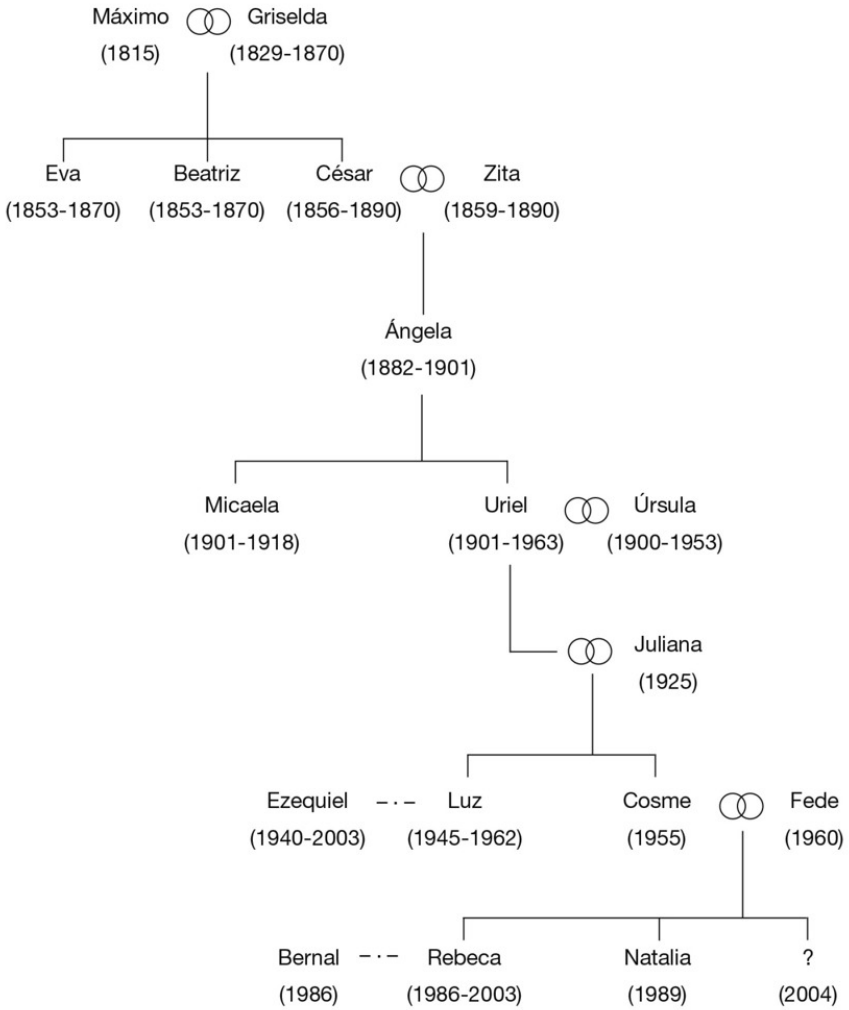 Máximo Griselda
(1815) (1829-1870)
Eva Beatriz César Zita
(1853-1870) (1853-1870) (1856-1890) (1859-1890)
Ángela
(1882-1901)
Micaela Uriel Úrsula
(1901-1918) (1901-1963) (1900-1953)
Juliana
(1925)
Ezequiel Luz Cosme Fede
(1940-2003) (1945-1962) (1955) (1960)
Bernal Rebeca Natalia ?
(1986) (1986-2003) (1989) (2004)